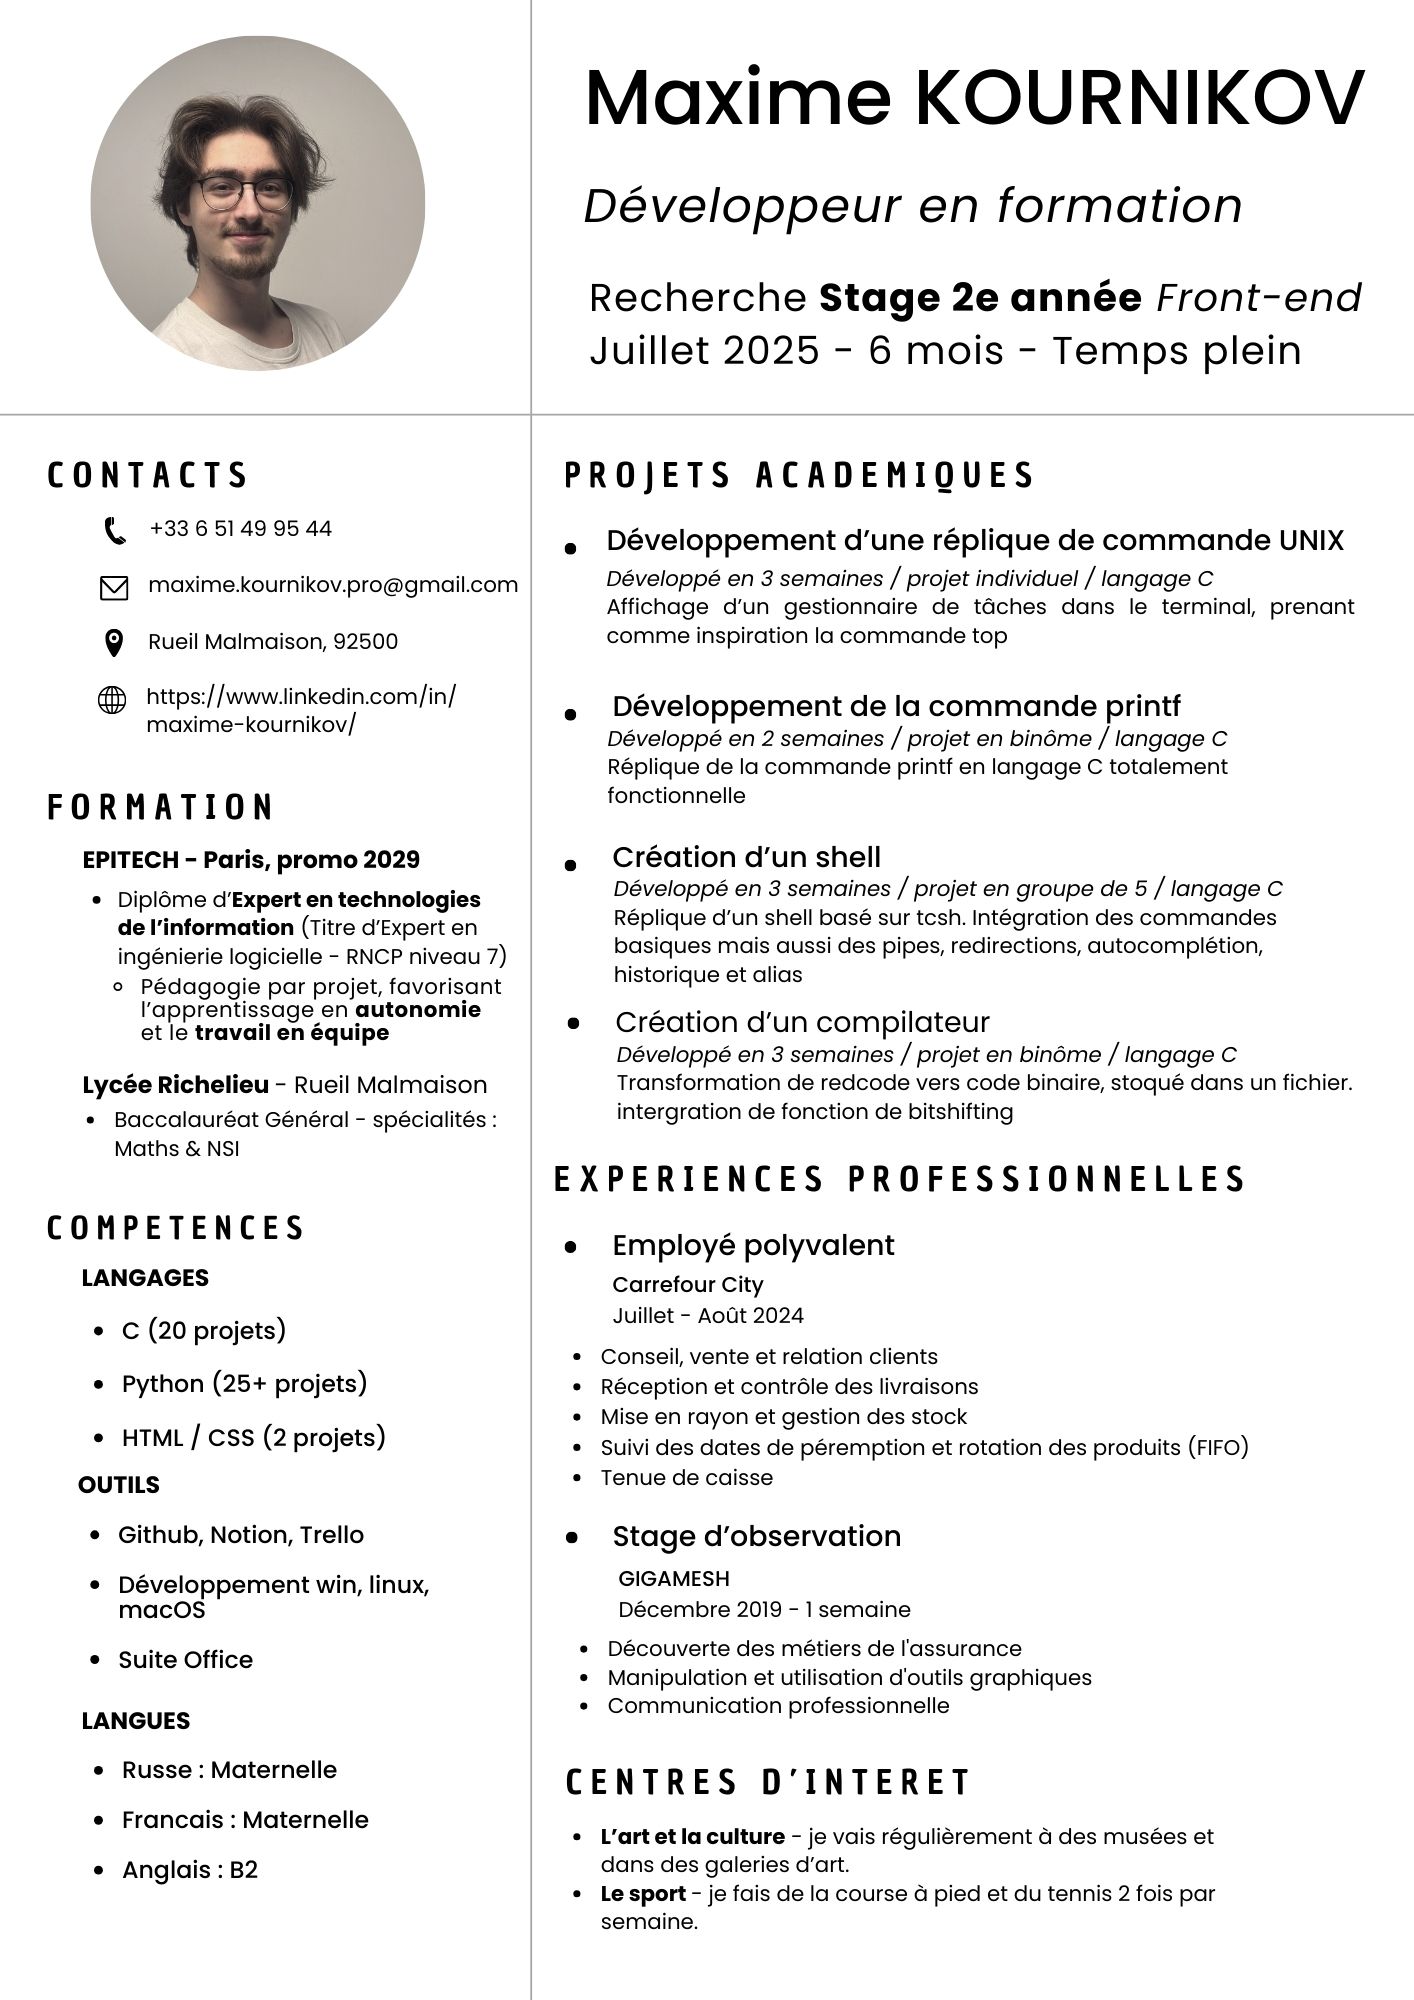 Maxime KOURNIKOV
Développeur en formation
Recherche Stage 2e année Front-end
Juillet 2025 - 6 mois - Temps plein
CONTACTS
+33 6 51 49 95 44
maxime.kournikov.pro@gmail.com
Rueil Malmaison, 92500
https://www.linkedin.com/in/
maxime-kournikov/
FORMATION
EPITECH - Paris, promo 2029
• Diplôme d’Expert en technologies
de l’information (Titre d’Expert en
ingénierie logicielle - RNCP niveau 7)
◦ Pédagogie par projet, favorisant
l’apprentissage en autonomie
et le travail en équipe
Lycée Richelieu - Rueil Malmaison
• Baccalauréat Général - spécialités :
Maths & NSI
COMPETENCES
LANGAGES
• C (20 projets)
• Python (25+ projets)
• HTML / CSS (2 projets)
OUTILS
• Github, Notion, Trello
• Développement win, linux,
macOS
• Suite Office
LANGUES
• Russe : Maternelle
• Francais : Maternelle
• Anglais : B2
PROJETS ACADEMIQUES
• Développement d’une réplique de commande UNIX
Développé en 3 semaines / projet individuel / langage C
Affichage d’un gestionnaire de tâches dans le terminal, prenant
comme inspiration la commande top
• Développement de la commande printf
Développé en 2 semaines / projet en binôme / langage C
Réplique de la commande printf en langage C totalement
fonctionnelle
• Création d’un shell
Développé en 3 semaines / projet en groupe de 5 / langage C
Réplique d’un shell basé sur tcsh. Intégration des commandes
basiques mais aussi des pipes, redirections, autocomplétion,
historique et alias
• Création d’un compilateur
Développé en 3 semaines / projet en binôme / langage C
Transformation de redcode vers code binaire, stoqué dans un fichier.
intergration de fonction de bitshifting
EXPERIENCES PROFESSIONNELLES
• Employé polyvalent
Carrefour City
Juillet - Août 2024
• Conseil, vente et relation clients
• Réception et contrôle des livraisons
• Mise en rayon et gestion des stock
• Suivi des dates de péremption et rotation des produits (FIFO)
• Tenue de caisse
• Stage d’observation
GIGAMESH
Décembre 2019 - 1 semaine
• Découverte des métiers de l'assurance
• Manipulation et utilisation d'outils graphiques
• Communication professionnelle
CENTRES D’INTERET
• L’art et la culture - je vais régulièrement à des musées et
dans des galeries d’art.
• Le sport - je fais de la course à pied et du tennis 2 fois par
semaine.